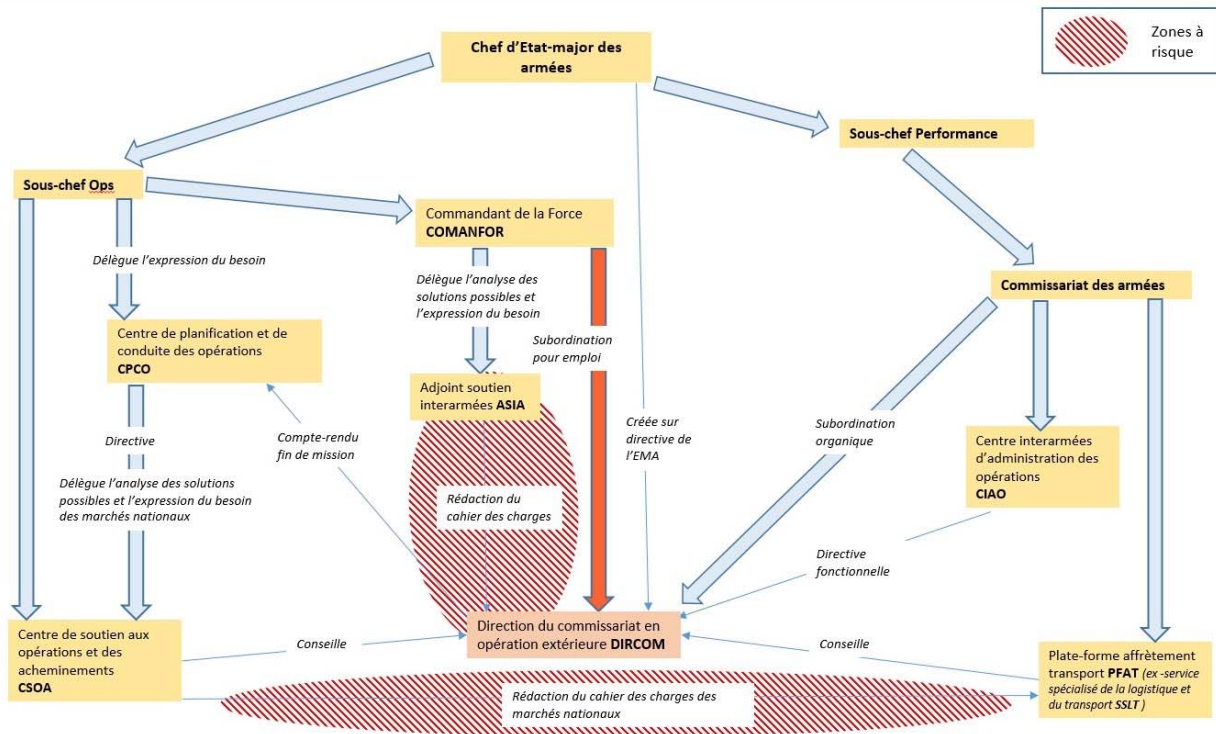 Chef d'Etat-major des
armées
Zones à
risque
Sous-chef Performance
Sous-chef Ops
Commandant de la Force
COMANFOR
Délègue l'expression du besoin
Délègue l'analyse des
solutions possibles et
l'expression du besoin
Commissariat des armées
Centre de planification et de
conduite des opérations
CPCO
Subordination
pour emploi
Adjoint soutien
interarmées ASIA
Directive
Compte-rendu
fin de mission
Créée sur
directive de
l'EMA
Subordination
organique
Centre interarmées
d'administration des
opérations
CIAO
Délègue l'analyse des solutions
possibles et l'expression du besoin
des marchés nationaux
Rédaction du
cahier des charges
Directive
fonctionnelle
Centre de soutien aux
opérations et des
acheminements
CSOA
Conseille
Direction du commissariat en
opération extérieure DIRCOM
Conseille
Plate-forme affrètement
transport PFAT (ex -service
spécialisé de la logistique et
du transport SSLT )
Rédaction du cahier des charges des
marchés nationaux